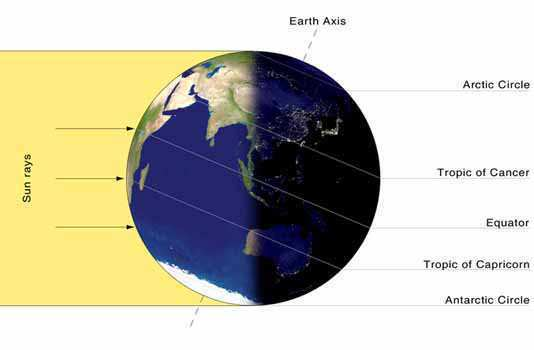 Earth Axis
Arctic Circle
Sun rays
Tropic of Cancer
Equator
Tropic of Capricorn
Antarctic Circle